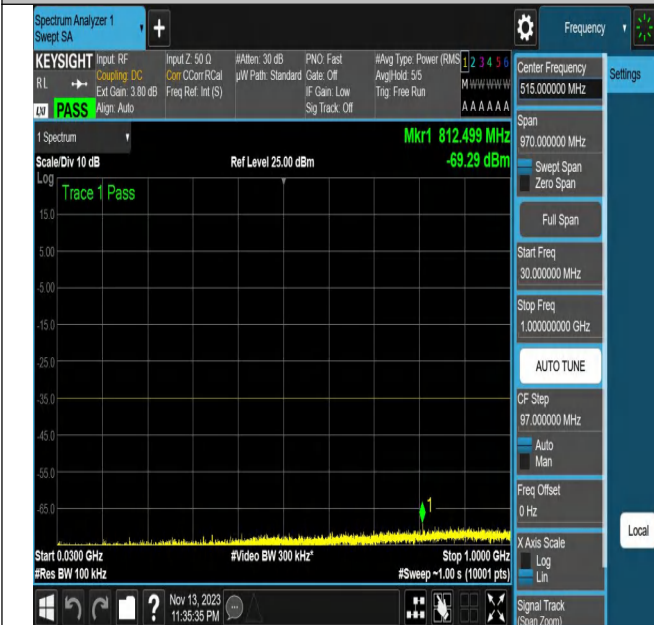 Spectrum Analyzer 1
Swept SA
+
Frequency
KEYSIGHT
RL
LXI
PASS
Input: RF
Coupling: DC
Ext Gain: 3.80 dB
Align: Auto
Input Z: 50 Ω
Corr CCorr RCal
Freq Ref: Int (S)
#Atten: 30 dB
µW Path: Standard
PNO: Fast
Gate: Off
IF Gain: Low
Sig Track: Off
#Avg Type: Power (RMS)
Avg|Hold: 5/5
Trig: Free Run
1 2 3 4 5 6
M W W W W W
A A A A A A
1 Spectrum
Scale/Div 10 dB
Ref Level 25.00 dBm
Mkr1 812.499 MHz
-69.29 dBm
Log
Trace 1 Pass
15.0
5.00
-5.00
-15.0
-25.0
-35.0
-45.0
-55.0
-65.0
1
Start 0.0300 GHz
#Res BW 100 kHz
#Video BW 300 kHz*
Stop 1.0000 GHz
#Sweep ~1.00 s (10001 pts)
Center Frequency
515.000000 MHz
Settings
Span
970.000000 MHz
Swept Span
Zero Span
Full Span
Start Freq
30.000000 MHz
Stop Freq
1.000000000 GHz
AUTO TUNE
CF Step
97.000000 MHz
Auto
Man
Freq Offset
0 Hz
Local
X Axis Scale
Log
Lin
Signal Track
(Span Zoom)
?
Nov 13, 2023
11:35:35 PM